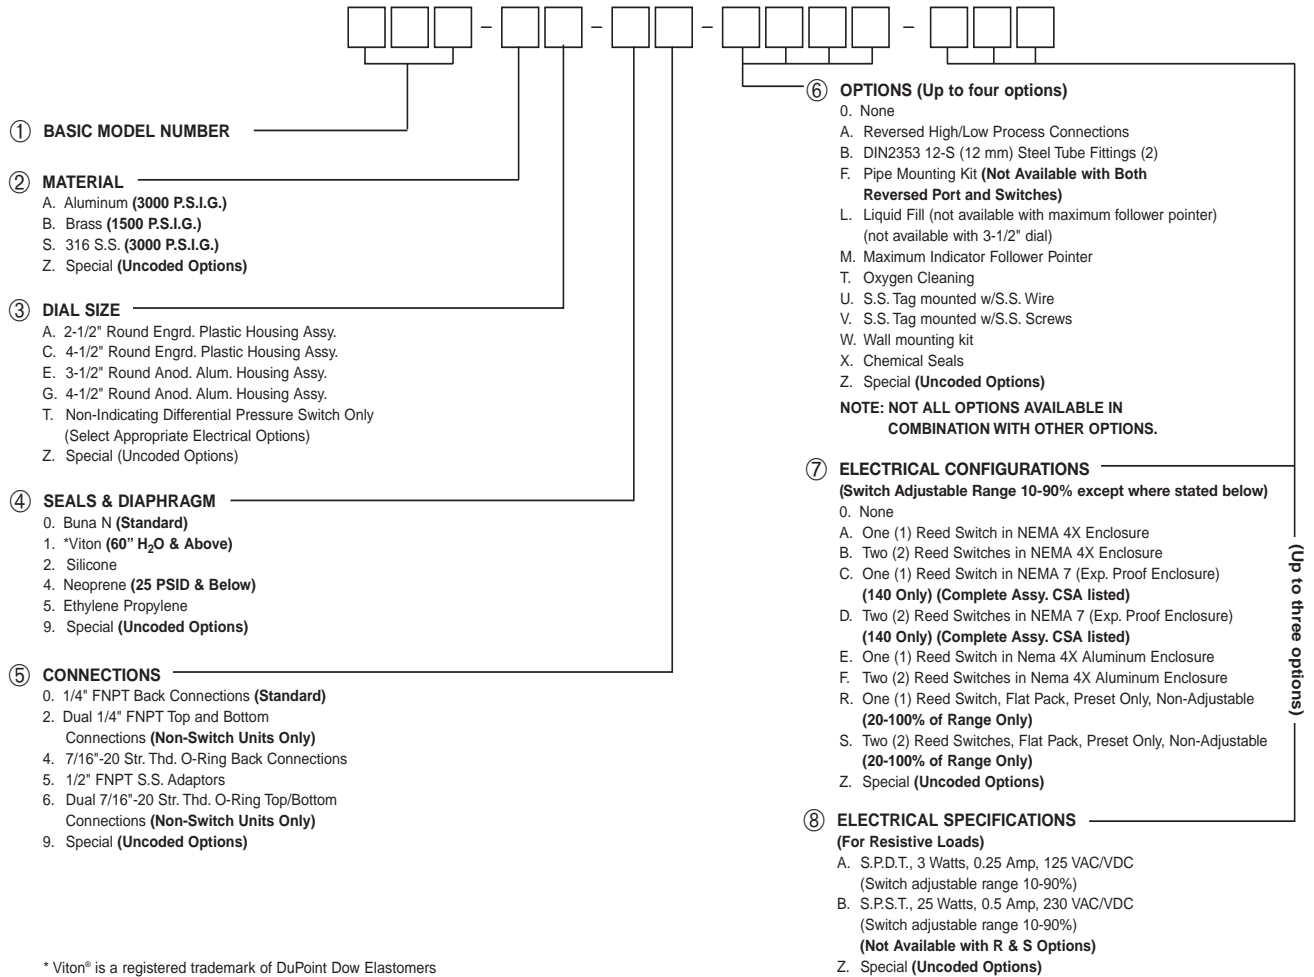 ① BASIC MODEL NUMBER
② MATERIAL
A. Aluminum (3000 P.S.I.G.)
B. Brass (1500 P.S.I.G.)
S. 316 S.S. (3000 P.S.I.G.)
Z. Special (Uncoded Options)
③ DIAL SIZE
A. 2-1/2" Round Engrd. Plastic Housing Assy.
C. 4-1/2" Round Engrd. Plastic Housing Assy.
E. 3-1/2" Round Anod. Alum. Housing Assy.
G. 4-1/2" Round Anod. Alum. Housing Assy.
T. Non-Indicating Differential Pressure Switch Only
(Select Appropriate Electrical Options)
Z. Special (Uncoded Options)
④ SEALS & DIAPHRAGM
0. Buna N (Standard)
1. *Viton (60” H₂O & Above)
2. Silicone
4. Neoprene (25 PSID & Below)
5. Ethylene Propylene
9. Special (Uncoded Options)
⑤ CONNECTIONS
0. 1/4" FNPT Back Connections (Standard)
2. Dual 1/4" FNPT Top and Bottom
Connections (Non-Switch Units Only)
4. 7/16"-20 Str. Thd. O-Ring Back Connections
5. 1/2" FNPT S.S. Adaptors
6. Dual 7/16"-20 Str. Thd. O-Ring Top/Bottom
Connections (Non-Switch Units Only)
9. Special (Uncoded Options)
* Viton® is a registered trademark of DuPoint Dow Elastomers
⑥ OPTIONS (Up to four options)
0. None
A. Reversed High/Low Process Connections
B. DIN2353 12-S (12 mm) Steel Tube Fittings (2)
F. Pipe Mounting Kit (Not Available with Both
Reversed Port and Switches)
L. Liquid Fill (not available with maximum follower pointer)
(not available with 3-1/2" dial)
M. Maximum Indicator Follower Pointer
T. Oxygen Cleaning
U. S.S. Tag mounted w/S.S. Wire
V. S.S. Tag mounted w/S.S. Screws
W. Wall mounting kit
X. Chemical Seals
Z. Special (Uncoded Options)
NOTE: NOT ALL OPTIONS AVAILABLE IN
COMBINATION WITH OTHER OPTIONS.
⑦ ELECTRICAL CONFIGURATIONS
(Switch Adjustable Range 10-90% except where stated below)
0. None
A. One (1) Reed Switch in NEMA 4X Enclosure
B. Two (2) Reed Switches in NEMA 4X Enclosure
C. One (1) Reed Switch in NEMA 7 (Exp. Proof Enclosure)
(140 Only) (Complete Assy. CSA listed)
D. Two (2) Reed Switches in NEMA 7 (Exp. Proof Enclosure)
(140 Only) (Complete Assy. CSA listed)
E. One (1) Reed Switch in Nema 4X Aluminum Enclosure
F. Two (2) Reed Switches in Nema 4X Aluminum Enclosure
R. One (1) Reed Switch, Flat Pack, Preset Only, Non-Adjustable
(20-100% of Range Only)
S. Two (2) Reed Switches, Flat Pack, Preset Only, Non-Adjustable
(20-100% of Range Only)
Z. Special (Uncoded Options)
(Up to three options)
⑧ ELECTRICAL SPECIFICATIONS
(For Resistive Loads)
A. S.P.D.T., 3 Watts, 0.25 Amp, 125 VAC/VDC
(Switch adjustable range 10-90%)
B. S.P.S.T., 25 Watts, 0.5 Amp, 230 VAC/VDC
(Switch adjustable range 10-90%)
(Not Available with R & S Options)
Z. Special (Uncoded Options)